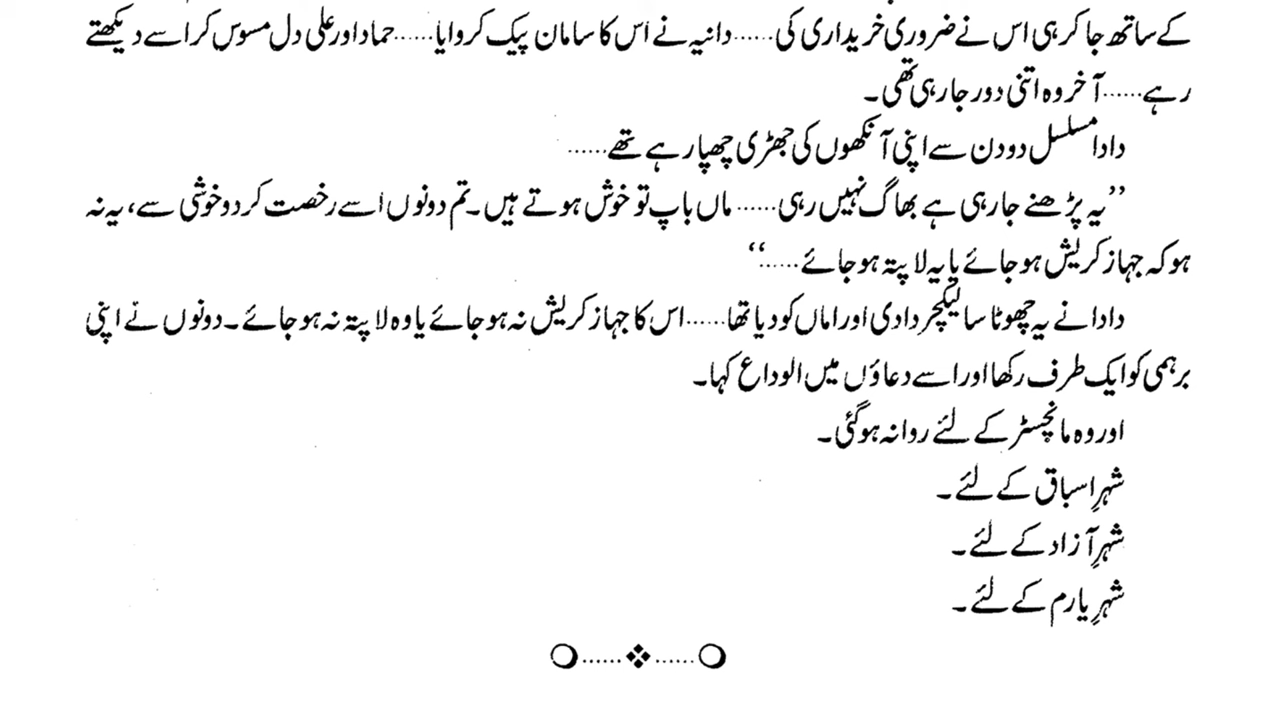 کے ساتھ جا کر ہی اس نے ضروری خریداری کی......دانیہ نے اس کا سامان پیک کروایا......حماد اور علی دل مسوس کر اسے دیکھتے
رہے......آخر وہ اتنی دور جا رہی تھی۔
دادا مسلسل دو دن سے اپنی آنکھوں کی جھڑی چھپا رہے تھے......
’’یہ پڑھنے جا رہی ہے بھاگ نہیں رہی......ماں باپ تو خوش ہوتے ہیں۔ تم دونوں اسے رخصت کر دو خوشی سے، یہ نہ
ہو کہ جہاز کریش ہو جائے یا یہ لا پتہ ہو جائے......‘‘
دادا نے یہ چھوٹا سا لیکچر دادی اور اماں کو دیا تھا......اس کا جہاز کریش نہ ہو جائے یا وہ لا پتہ نہ ہو جائے۔ دونوں نے اپنی
برہمی کو ایک طرف رکھا اور اسے دعاؤں میں الوداع کہا۔
اور وہ مانچسٹر کے لئے روانہ ہو گئی۔
شہرِ اسباق کے لئے۔
شہرِ آزاد کے لئے۔
شہرِ یارم کے لئے۔